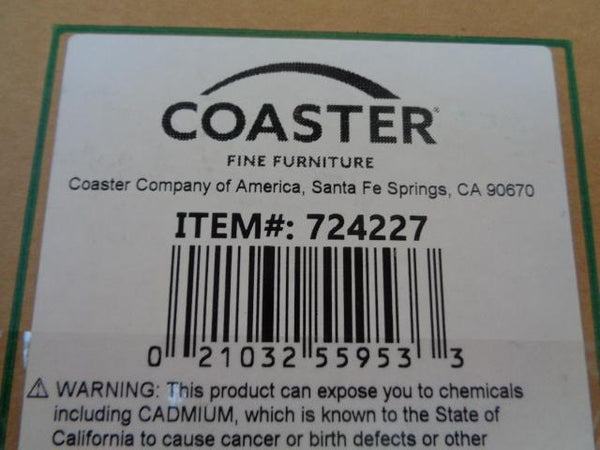 COASTER®
FINE FURNITURE
Coaster Company of America, Santa Fe Springs, CA 90670
ITEM#: 724227
0 21032 55953 3
⚠ WARNING: This product can expose you to chemicals
including CADMIUM, which is known to the State of
California to cause cancer or birth defects or other